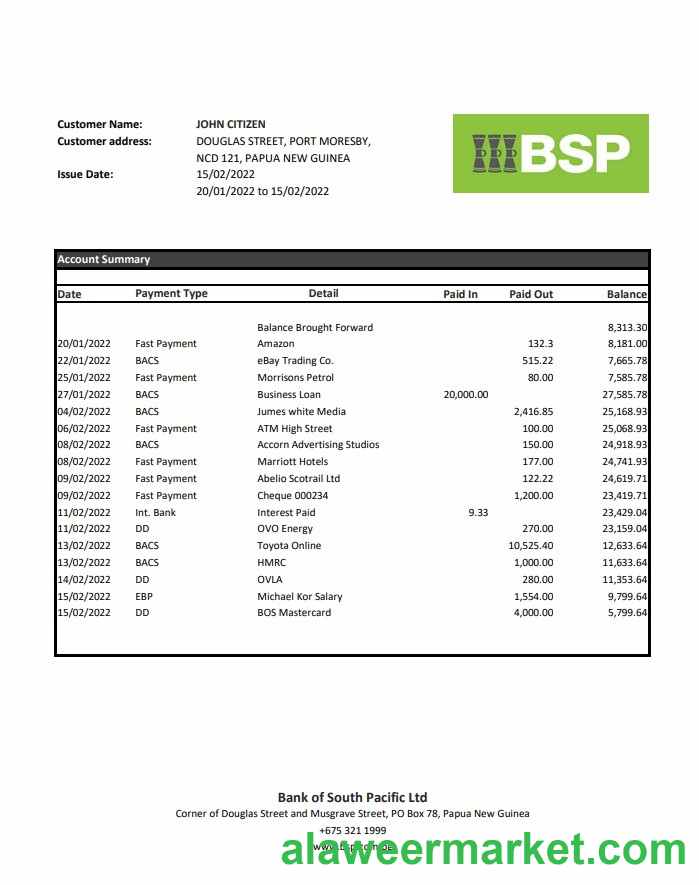 Customer Name: JOHN CITIZEN
Customer address: DOUGLAS STREET, PORT MORESBY,
NCD 121, PAPUA NEW GUINEA
Issue Date: 15/02/2022
20/01/2022 to 15/02/2022
BSP
Account Summary
Date Payment Type Detail Paid In Paid Out Balance
Balance Brought Forward 8,313.30
20/01/2022 Fast Payment Amazon 132.3 8,181.00
22/01/2022 BACS eBay Trading Co. 515.22 7,665.78
25/01/2022 Fast Payment Morrisons Petrol 80.00 7,585.78
27/01/2022 BACS Business Loan 20,000.00 27,585.78
04/02/2022 BACS Jumes white Media 2,416.85 25,168.93
06/02/2022 Fast Payment ATM High Street 100.00 25,068.93
08/02/2022 BACS Accorn Advertising Studios 150.00 24,918.93
08/02/2022 Fast Payment Marriott Hotels 177.00 24,741.93
09/02/2022 Fast Payment Abelio Scotrail Ltd 122.22 24,619.71
09/02/2022 Fast Payment Cheque 000234 1,200.00 23,419.71
11/02/2022 Int. Bank Interest Paid 9.33 23,429.04
11/02/2022 DD OVO Energy 270.00 23,159.04
13/02/2022 BACS Toyota Online 10,525.40 12,633.64
13/02/2022 BACS HMRC 1,000.00 11,633.64
14/02/2022 DD OVLA 280.00 11,353.64
15/02/2022 EBP Michael Kor Salary 1,554.00 9,799.64
15/02/2022 DD BOS Mastercard 4,000.00 5,799.64
Bank of South Pacific Ltd
Corner of Douglas Street and Musgrave Street, PO Box 78, Papua New Guinea
+675 321 1999
alaweermarket.com